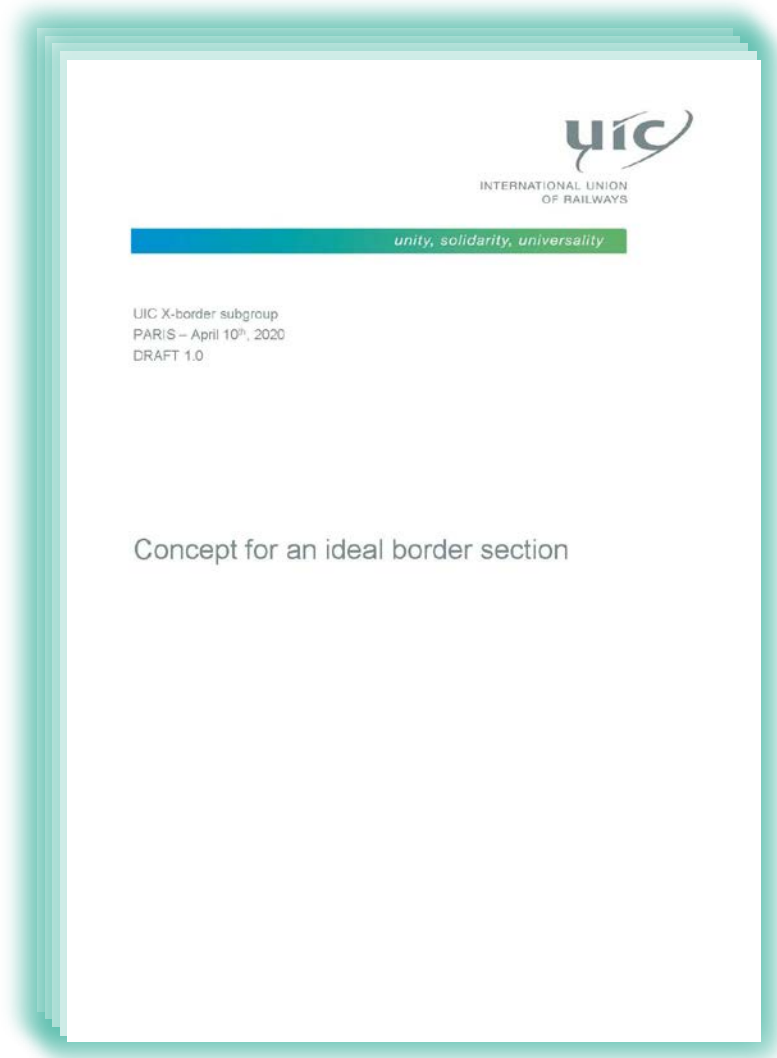 uic
INTERNATIONAL UNION
OF RAILWAYS
unity, solidarity, universality
UIC X-border subgroup
PARIS – April 10th, 2020
DRAFT 1.0
Concept for an ideal border section